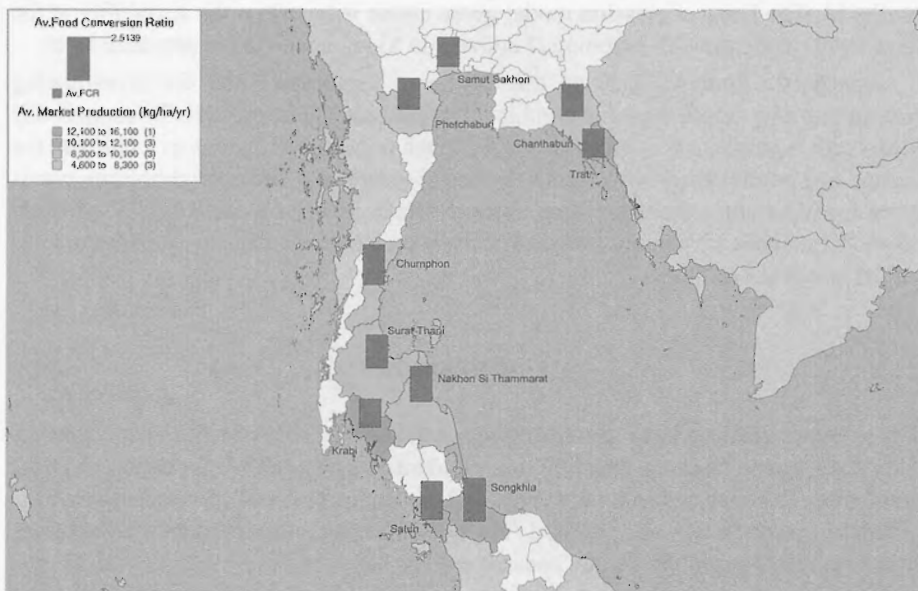 Av.Food Conversion Ratio
2.5139
Av.FCR
Av. Market Production (kg/ha/yr)
12,100 to 16,100 (1)
10,100 to 12,100 (3)
8,300 to 10,100 (3)
4,600 to 8,300 (3)
Samut Sakhon
Phetchaburi
Chanthaburi
Trat
Chumphon
Surat Thani
Nakhon Si Thammarat
Krabi
Songkhla
Satun